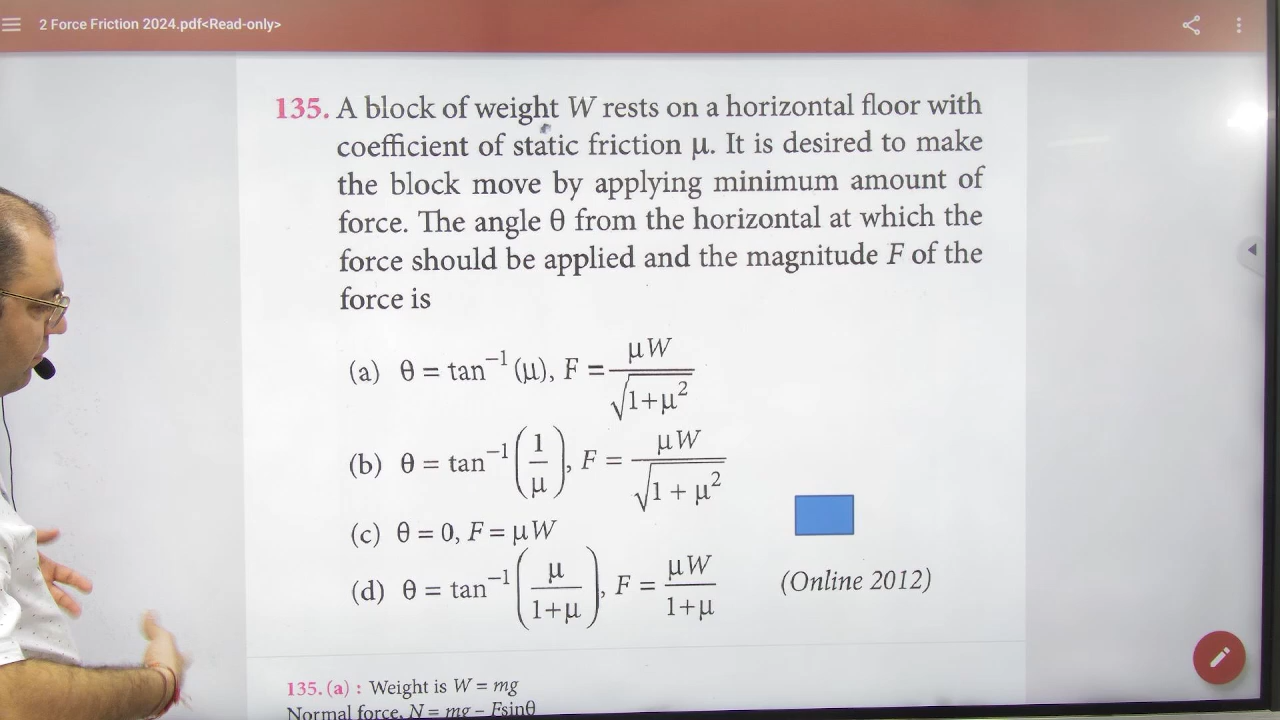 2 Force Friction 2024.pdf<Read-only>
135. A block of weight W rests on a horizontal floor with
coefficient of static friction μ. It is desired to make
the block move by applying minimum amount of
force. The angle θ from the horizontal at which the
force should be applied and the magnitude F of the
force is
(a) θ = tan⁻¹(μ), F = μW/√(1+μ²)
(b) θ = tan⁻¹(1/μ), F = μW/√(1 + μ²)
(c) θ = 0, F = μW
(d) θ = tan⁻¹(μ/(1+μ)), F = μW/(1+μ)
(Online 2012)
135. (a) : Weight is W = mg
Normal force, N = mg − Fsinθ